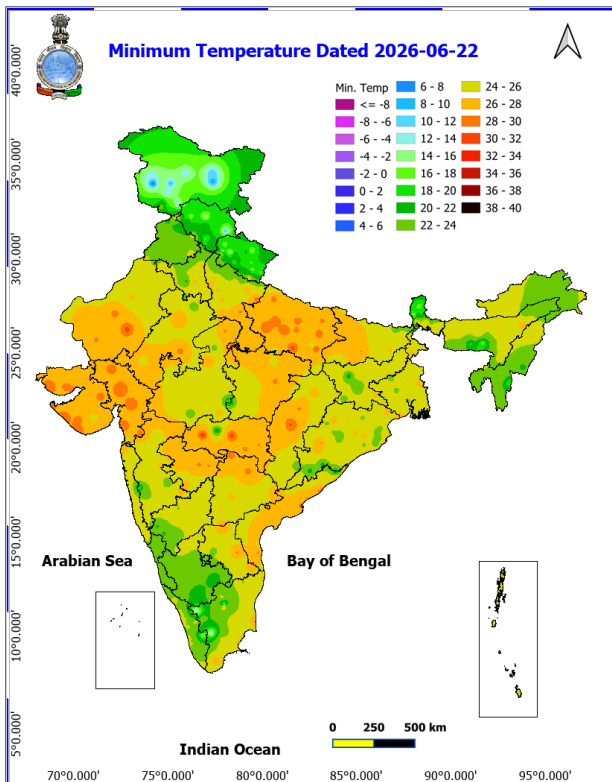 Minimum Temperature Dated 2026-06-22
Min. Temp
<= -8
-8 - -6
-6 - -4
-4 - -2
-2 - 0
0 - 2
2 - 4
4 - 6
6 - 8
8 - 10
10 - 12
12 - 14
14 - 16
16 - 18
18 - 20
20 - 22
22 - 24
24 - 26
26 - 28
28 - 30
30 - 32
32 - 34
34 - 36
36 - 38
38 - 40
40°0.000'
35°0.000'
30°0.000'
25°0.000'
20°0.000'
15°0.000'
10°0.000'
5°0.000'
Arabian Sea
Bay of Bengal
0 250 500 km
Indian Ocean
70°0.000' 75°0.000' 80°0.000' 85°0.000' 90°0.000' 95°0.000'